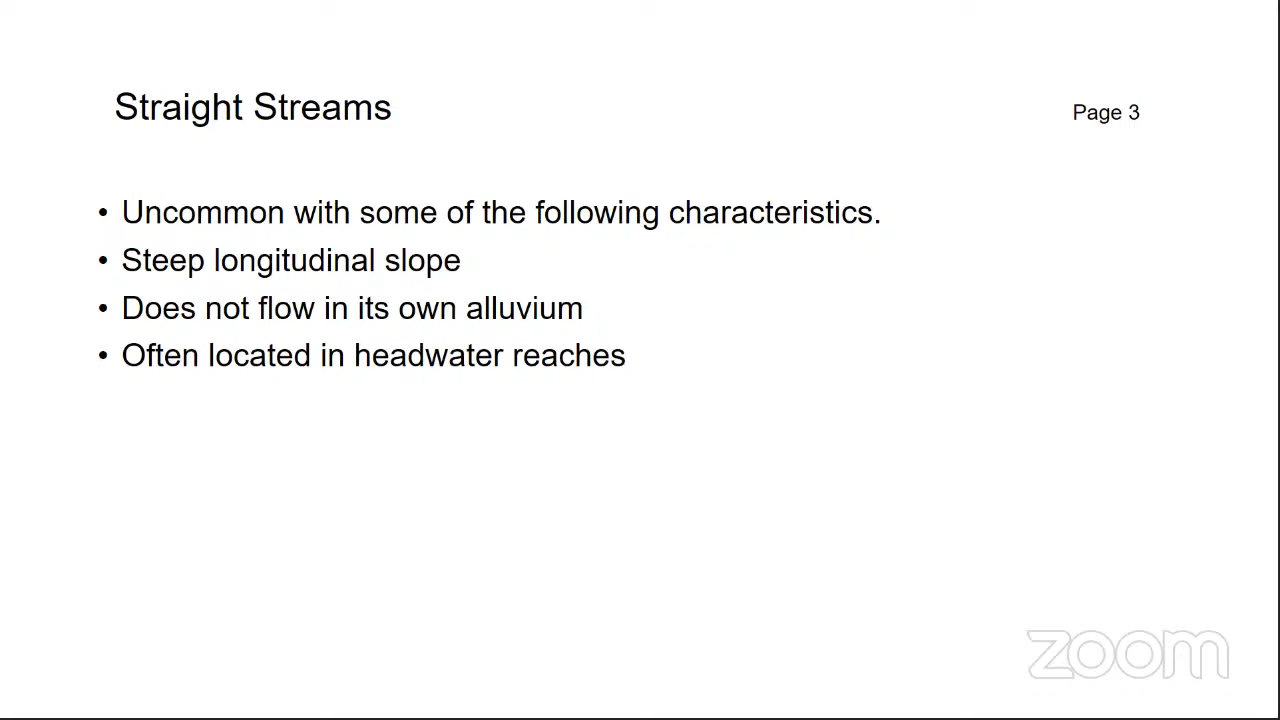 Straight Streams
Page 3
• Uncommon with some of the following characteristics.
• Steep longitudinal slope
• Does not flow in its own alluvium
• Often located in headwater reaches
zoom